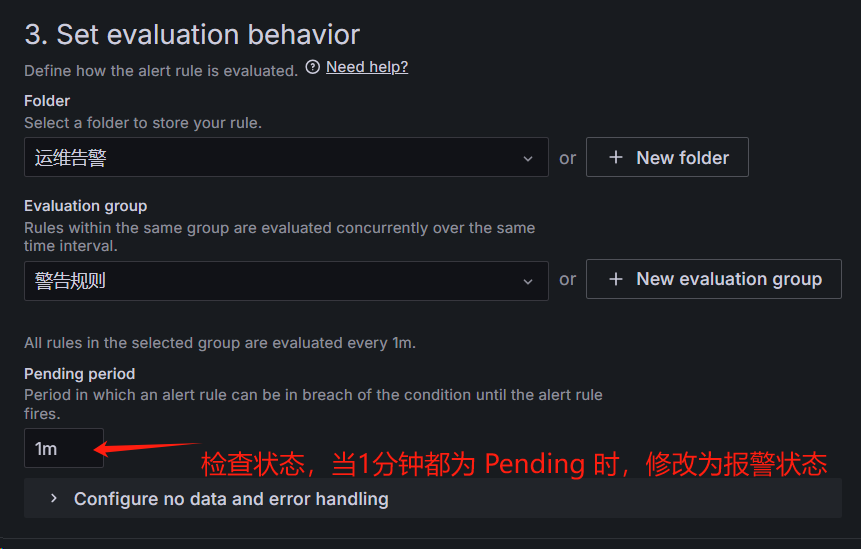 3. Set evaluation behavior
Define how the alert rule is evaluated. Need help?
Folder
Select a folder to store your rule.
运维告警 or + New folder
Evaluation group
Rules within the same group are evaluated concurrently over the same
time interval.
警告规则 or + New evaluation group
All rules in the selected group are evaluated every 1m.
Pending period
Period in which an alert rule can be in breach of the condition until the alert rule
fires.
1m
检查状态，当1分钟都为 Pending 时，修改为报警状态
Configure no data and error handling